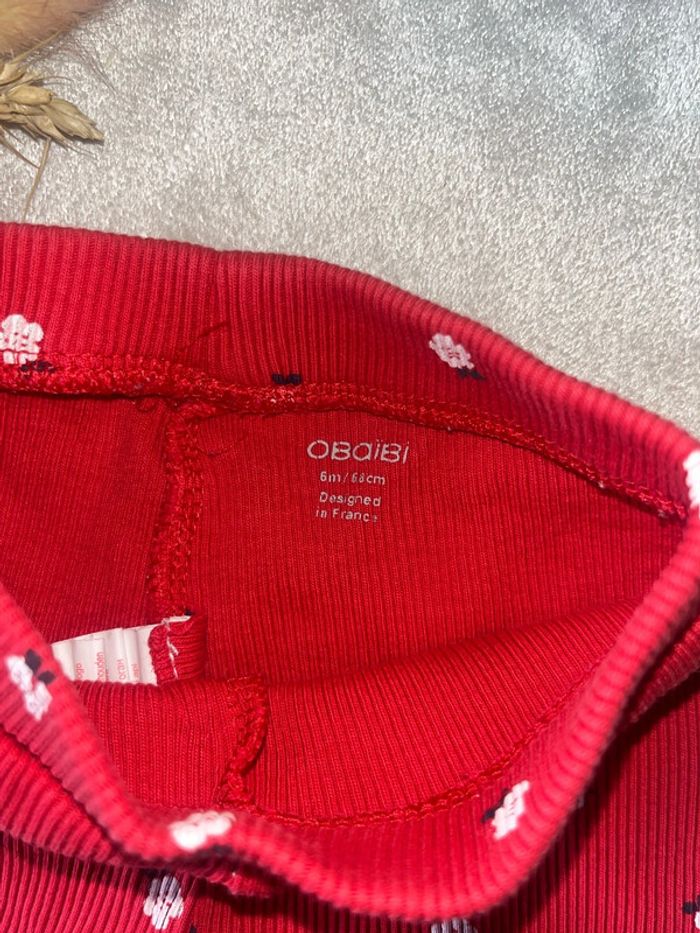 OBAIBI
6m/68cm
Designed
in France